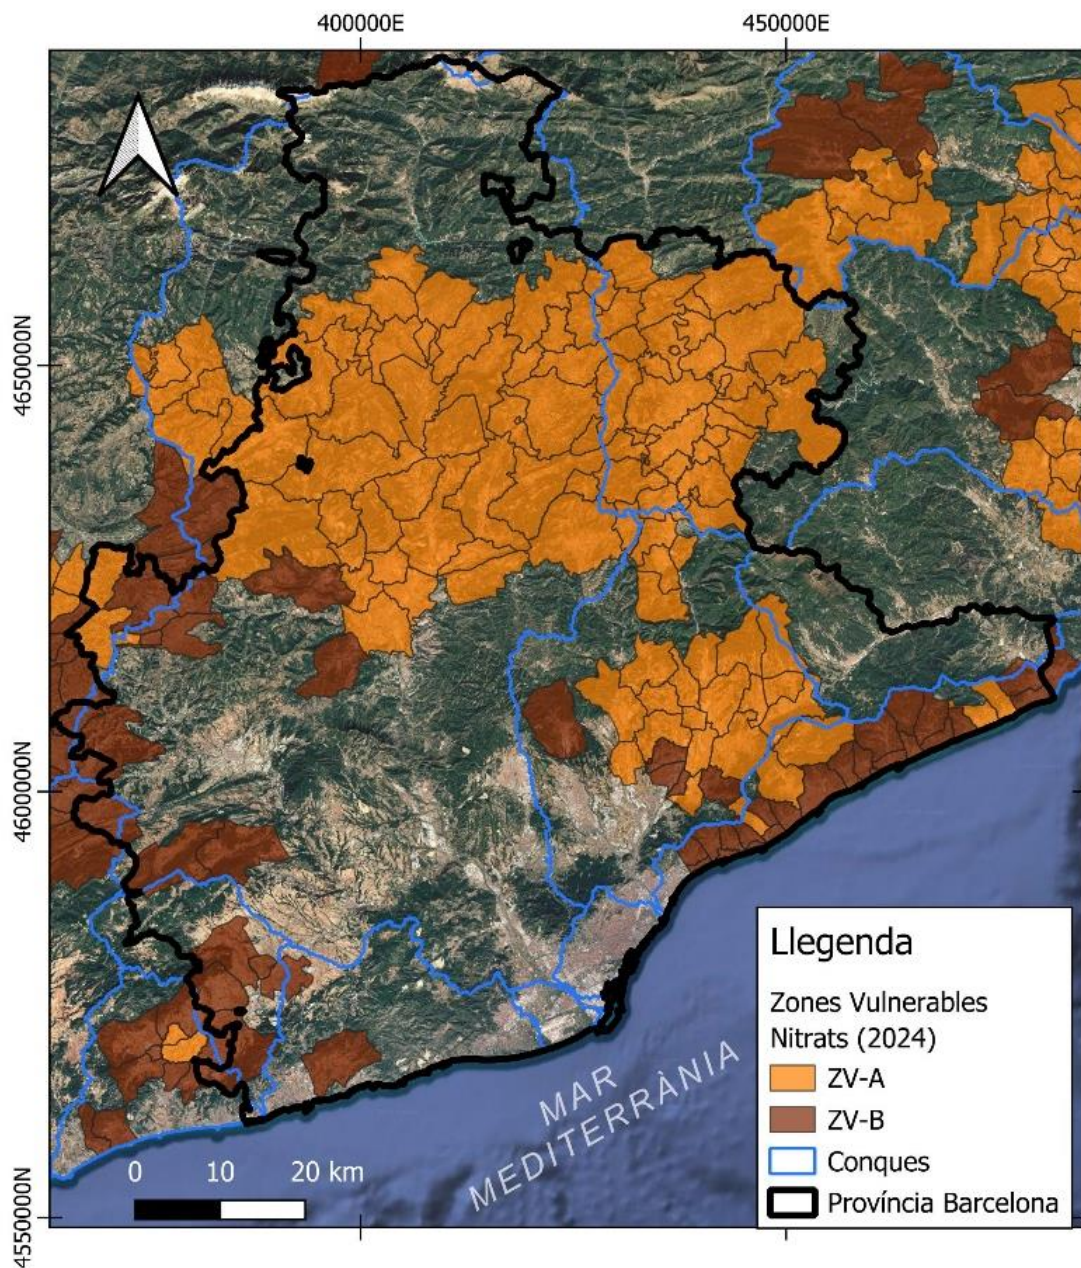 400000E
450000E
4650000N
4600000N
4550000N
MAR
MEDITERRÀNIA
0 10 20 km
Llegenda
Zones Vulnerables
Nitrats (2024)
ZV-A
ZV-B
Conques
Província Barcelona